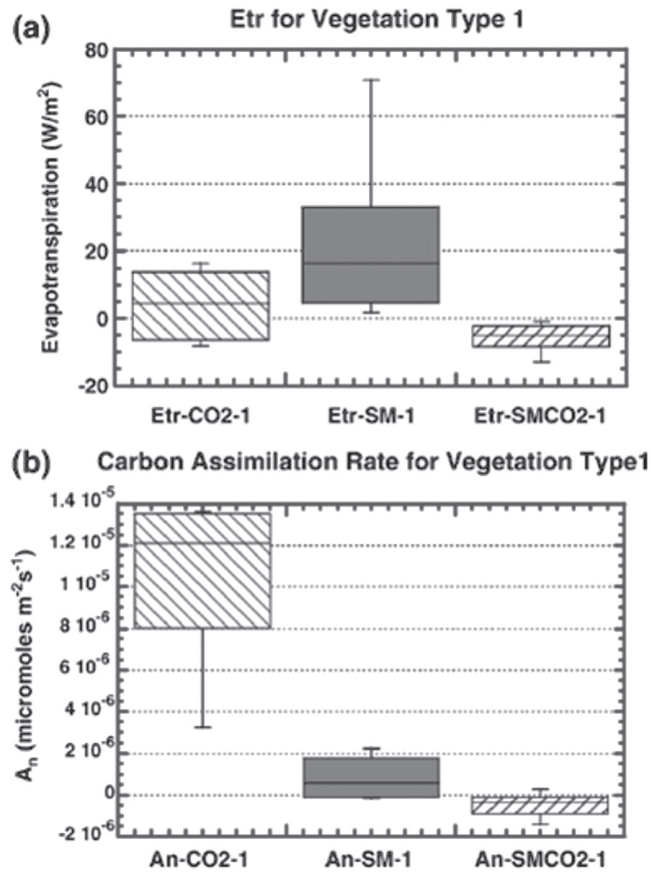 (a) Etr for Vegetation Type 1
Evapotranspiration (W/m²)
80
60
40
20
0
-20
Etr-CO2-1 Etr-SM-1 Etr-SMCO2-1
(b) Carbon Assimilation Rate for Vegetation Type1
Aₙ (micromoles m⁻²s⁻¹)
1.4 10⁻⁵
1.2 10⁻⁵
1 10⁻⁵
8 10⁻⁶
6 10⁻⁶
4 10⁻⁶
2 10⁻⁶
0
-2 10⁻⁶
An-CO2-1 An-SM-1 An-SMCO2-1